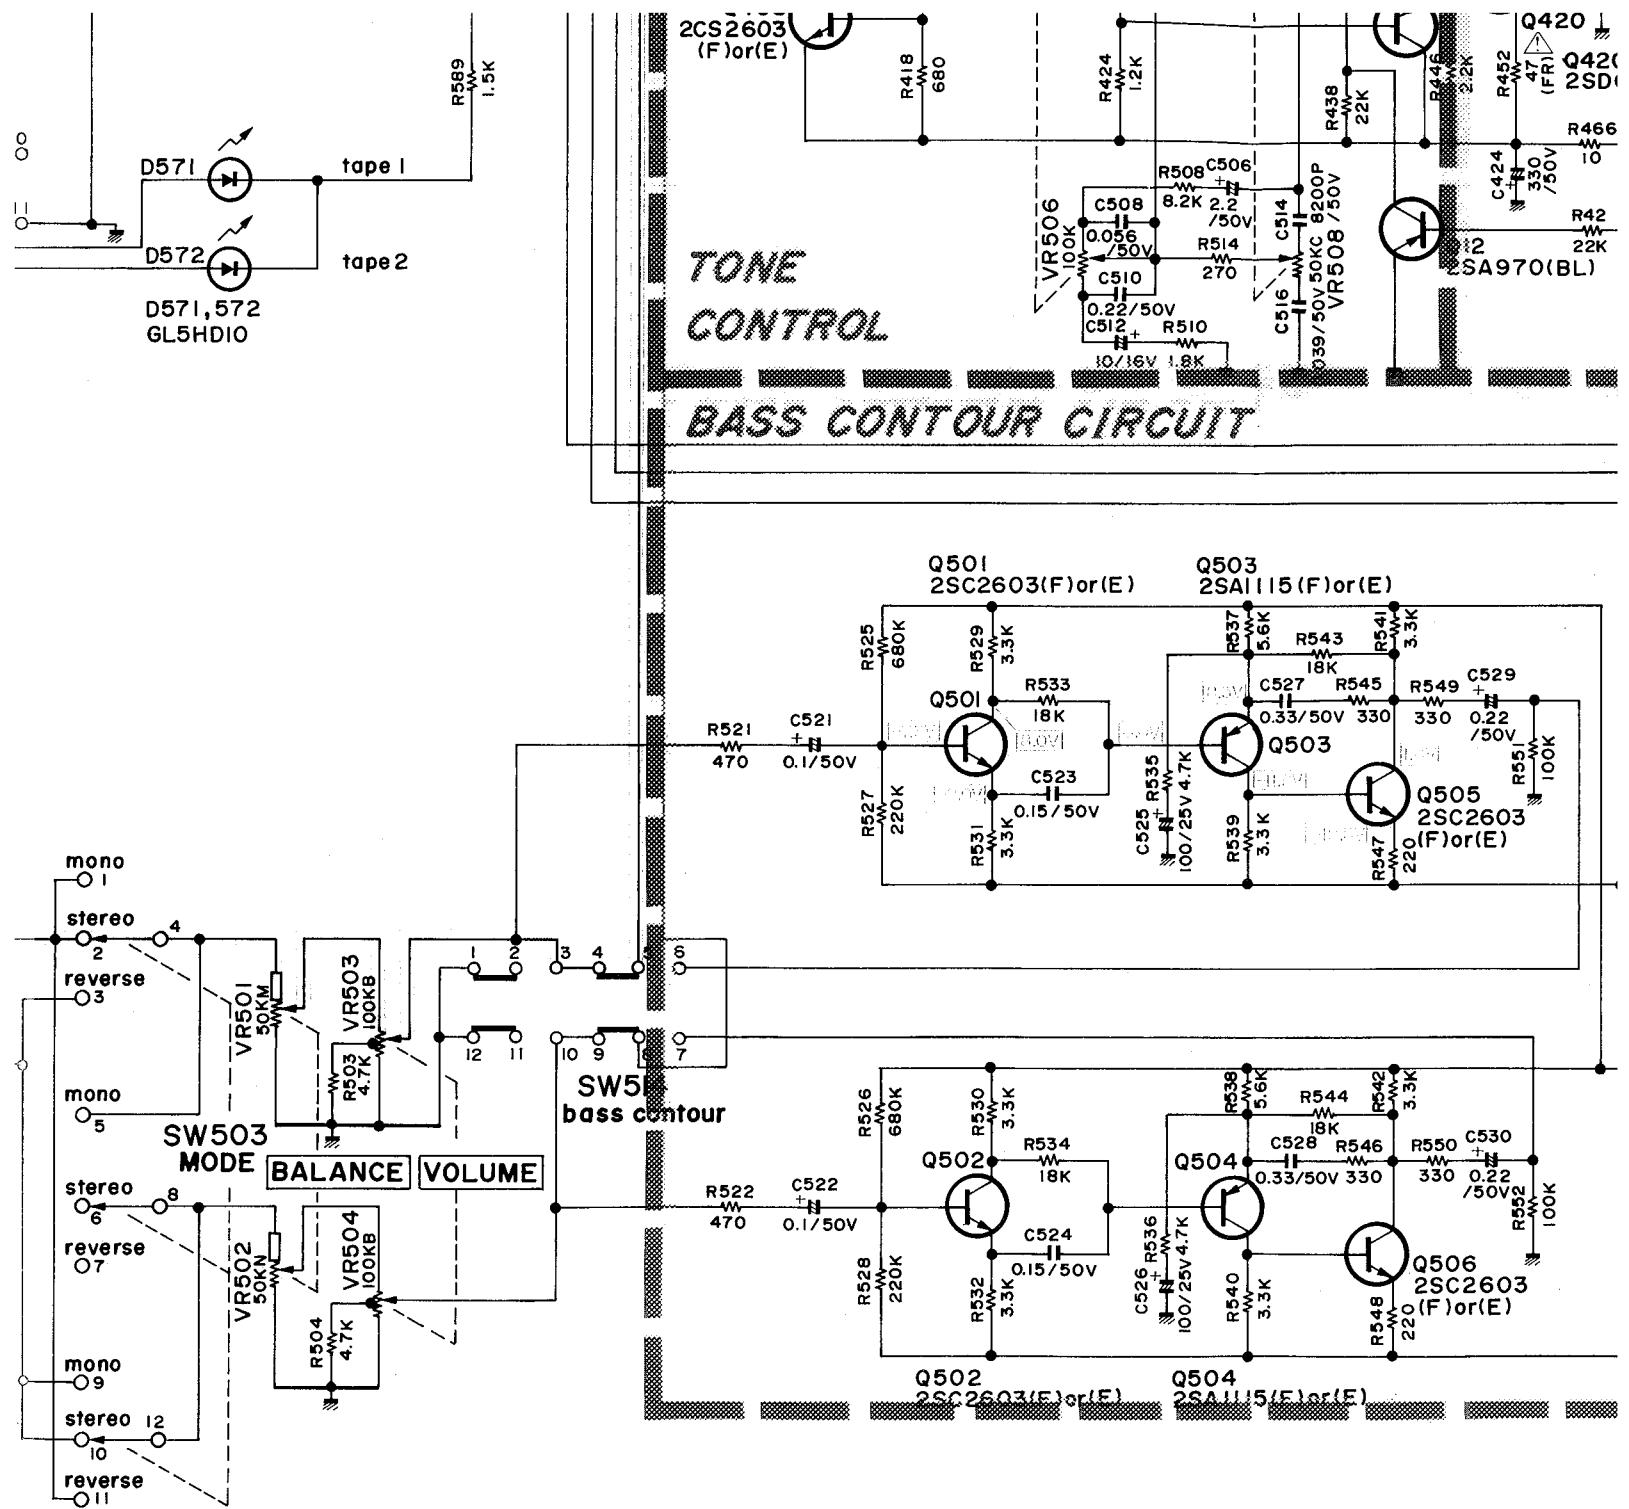 2CS2603
(F)or(E)
R418
680
R424
1.2K
R438
22K
R446
2.2K
R452
47
(FR)
Q420
R466
10
C424
330
/50V
R42
22K
2SA970(BL)
R589
1.5K
0
11
D571
tape 1
D572
tape 2
D571,572
GL5HD10
TONE
CONTROL
VR506
100K
R508
8.2K
C506
+
2.2
/50V
C508
0.056
/50V
R514
270
C510
0.22/50V
C512
+
10/16V
R510
1.8K
C514
8200P
/50V
50KC
VR508
C516
039/50V
BASS CONTOUR CIRCUIT
Q501
2SC2603(F)or(E)
Q503
2SA1115(F)or(E)
R525
680K
R529
3.3K
R537
5.6K
R543
18K
R541
3.3K
Q501
R533
18K
C527
0.33/50V
R545
330
R549
330
C529
+
0.22
/50V
R521
470
C521
+
0.1/50V
Q503
R551
100K
R527
220K
C523
0.15/50V
R531
3.3K
R535
4.7K
C525
+
100/25V
R539
3.3K
Q505
2SC2603
(F)or(E)
R547
220
mono
1
stereo
2
4
reverse
3
VR501
50KM
VR503
100KB
R503
4.7K
1
2
3
4
5
6
12
11
10
9
8
7
mono
5
SW503
MODE
BALANCE
VOLUME
bass contour
stereo
6
8
reverse
7
VR502
50KN
VR504
100KB
R504
4.7K
mono
9
stereo
10
12
reverse
11
R526
680K
R530
3.3K
R538
5.6K
R544
18K
R542
3.3K
Q502
R534
18K
Q504
C528
0.33/50V
R546
330
R550
330
C530
+
0.22
/50V
R522
470
C522
+
0.1/50V
R552
100K
R528
220K
C524
0.15/50V
R532
3.3K
R536
4.7K
C526
+
100/25V
R540
3.3K
Q506
2SC2603
(F)or(E)
R548
220
Q502
2SC2603(F)or(E)
Q504
2SA1115(F)or(E)